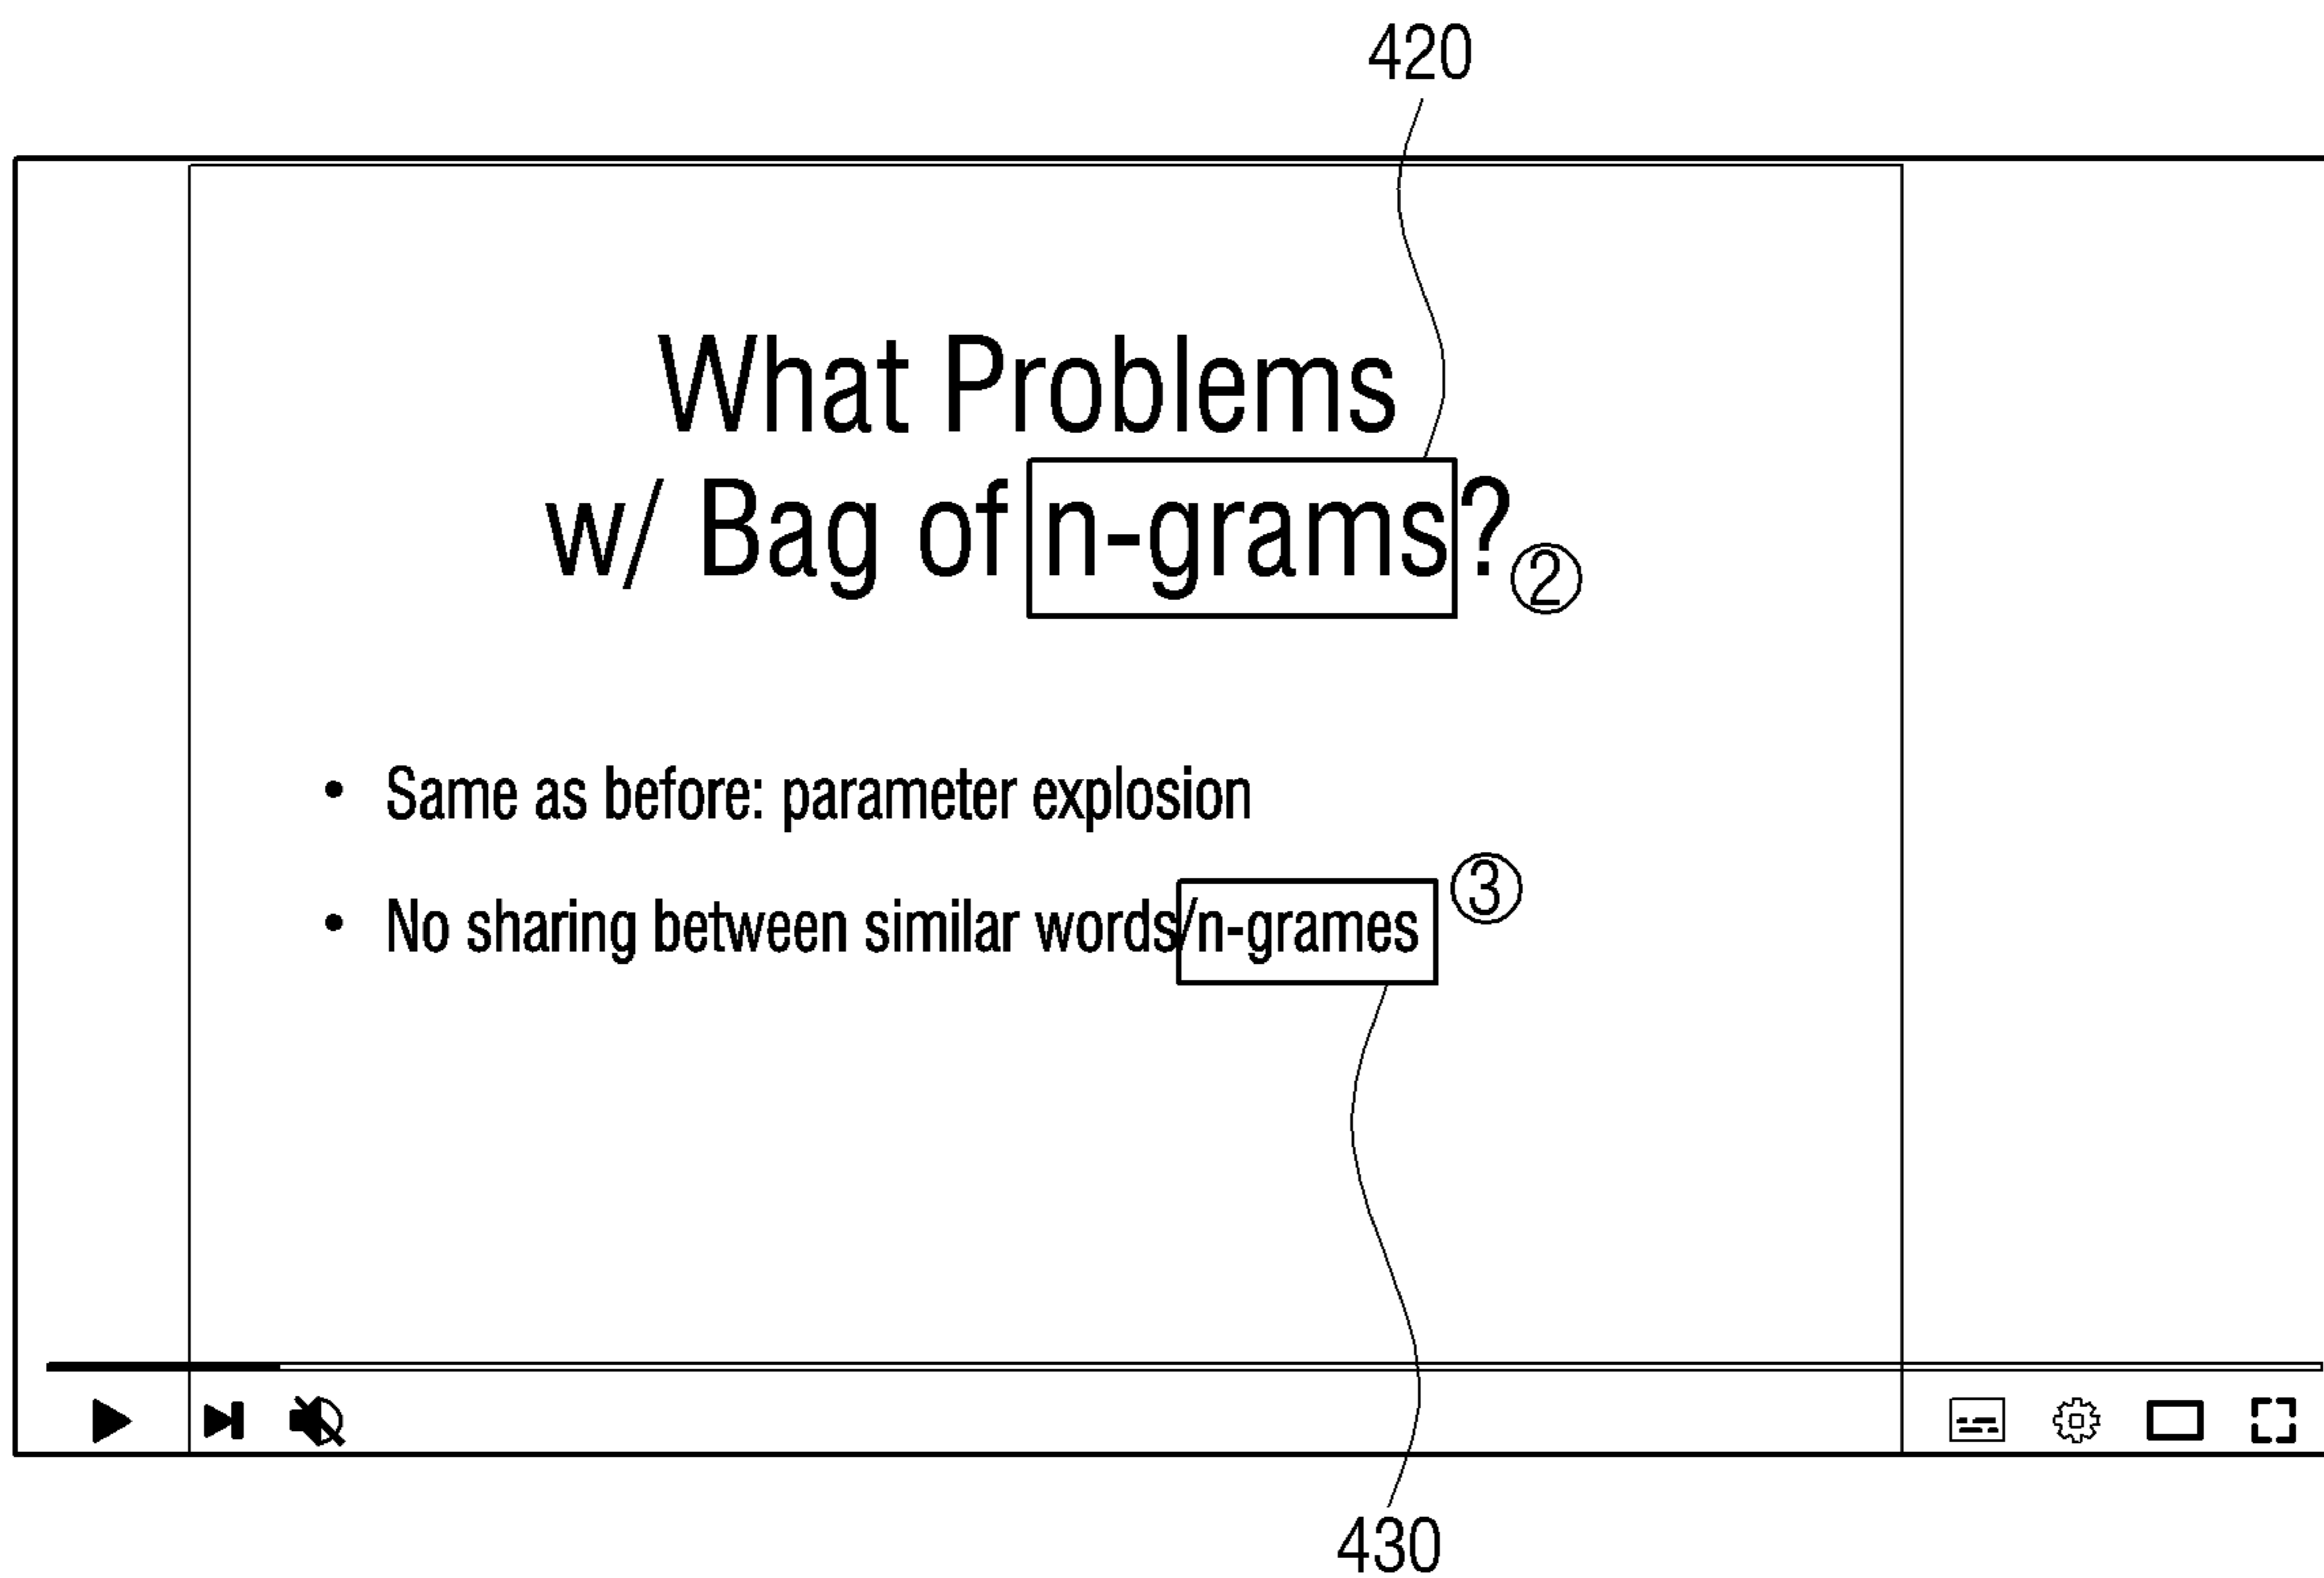 420
What Problems
w/ Bag of n-grams?
②
• Same as before: parameter explosion
③
• No sharing between similar words/n-grames
430